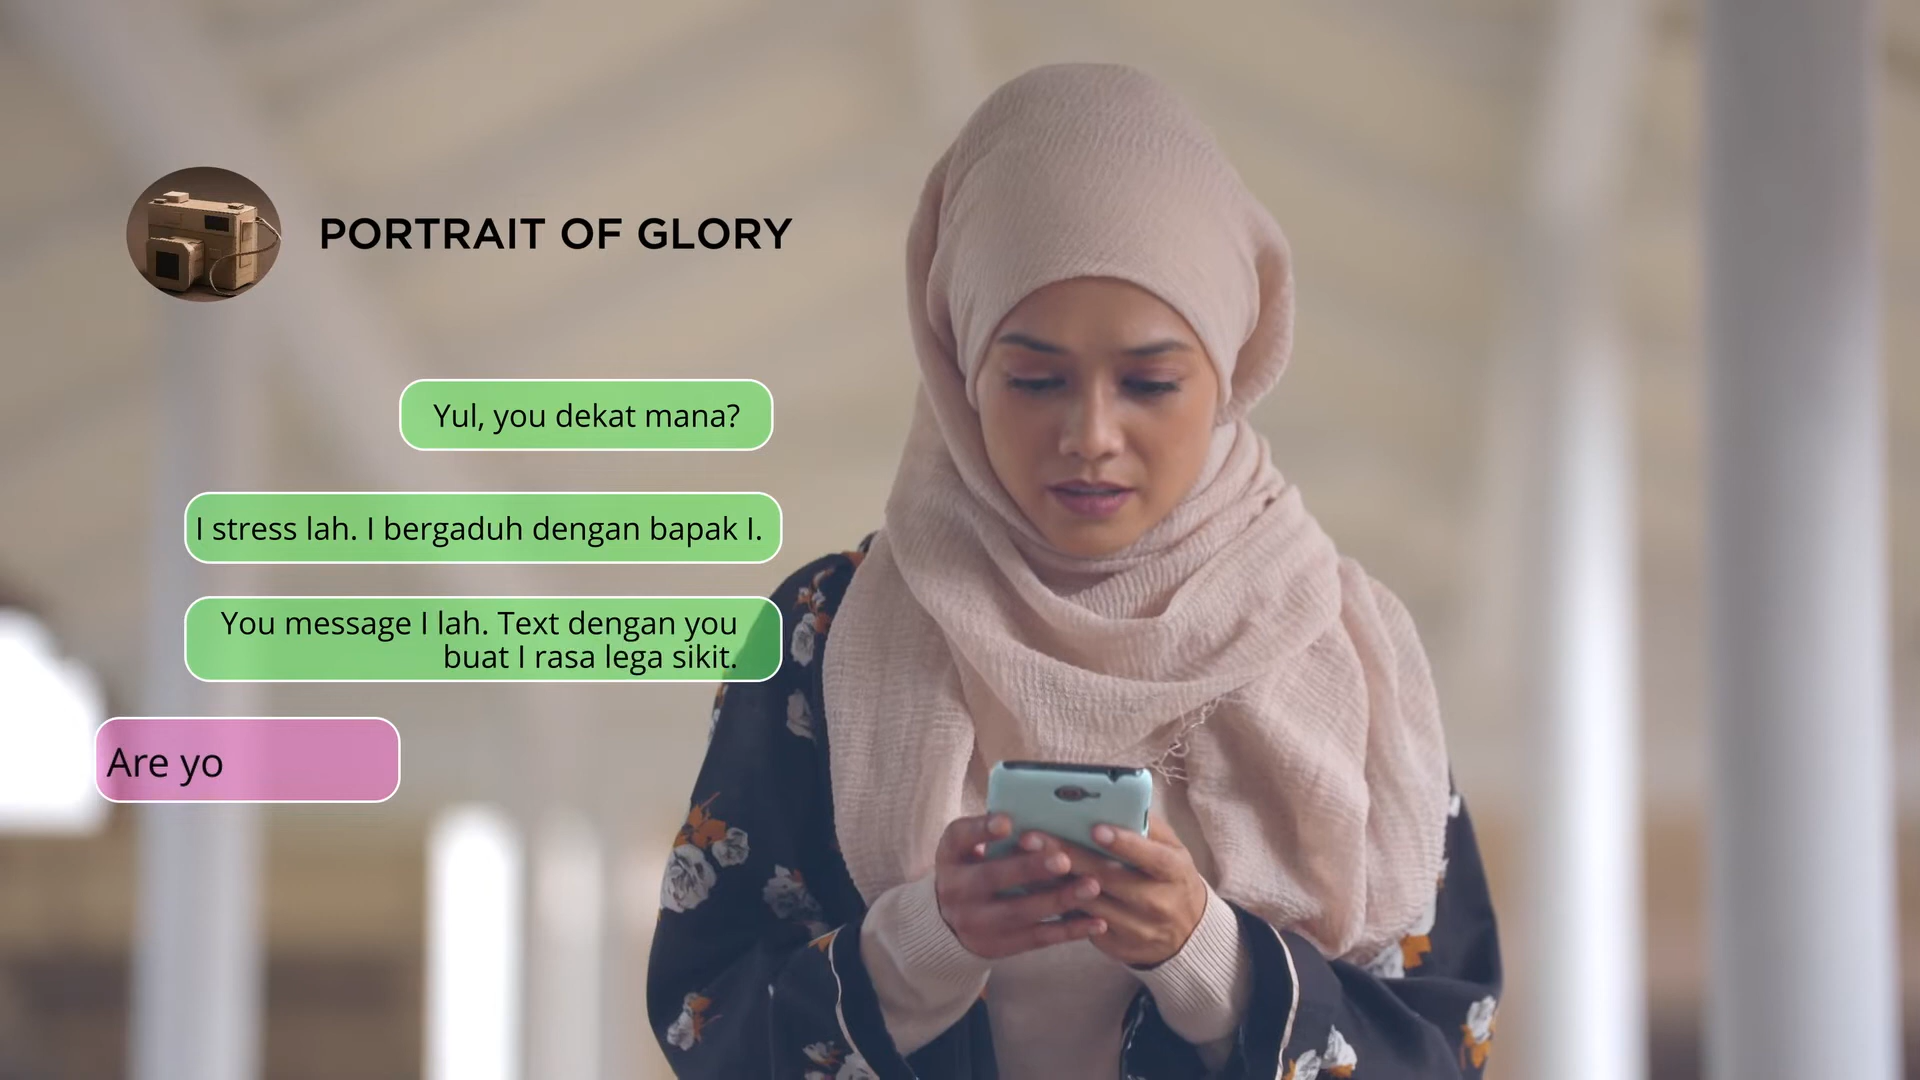 PORTRAIT OF GLORY
Yul, you dekat mana?
I stress lah. I bergaduh dengan bapak I.
You message I lah. Text dengan you
buat I rasa lega sikit.
Are yo